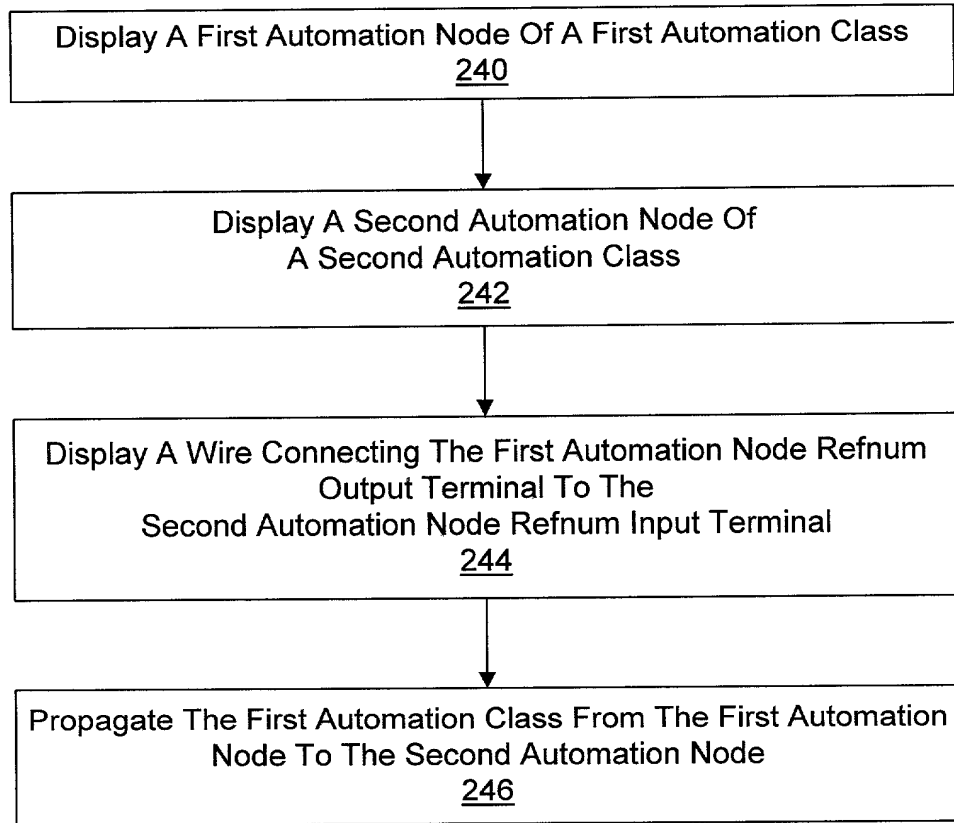 Display A First Automation Node Of A First Automation Class
240
Display A Second Automation Node Of
A Second Automation Class
242
Display A Wire Connecting The First Automation Node Refnum
Output Terminal To The
Second Automation Node Refnum Input Terminal
244
Propagate The First Automation Class From The First Automation
Node To The Second Automation Node
246